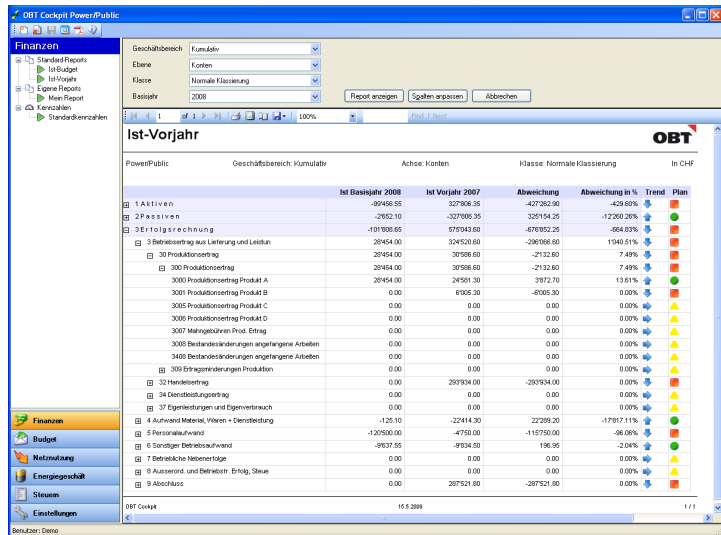 OBT Cockpit Power/Public
Finanzen
Standard-Reports
Ist-Budget
Ist-Vorjahr
Eigene Reports
Mein Report
Kennzahlen
Standardkennzahlen
Geschäftsbereich Kumulativ
Ebene Konten
Klasse Normale Klassierung
Basisjahr 2008 Report anzeigen Spalten anpassen Abbrechen
1 of 1 100% Find | Next
Ist-Vorjahr OBT
Power/Public Geschäftsbereich: Kumulativ Achse: Konten Klasse: Normale Klassierung In CHF
Ist Basisjahr 2008 Ist Vorjahr 2007 Abweichung Abweichung in % Trend Plan
1 Aktiven -99'456.55 327'806.35 -427'262.90 -429.60%
2 Passiven -2'652.10 -327'806.35 325'154.25 -12'260.26%
3 Erfolgsrechnung -101'808.65 575'043.60 -676'852.25 -664.83%
3 Betriebsertrag aus Lieferung und Leistun 28'454.00 324'520.60 -296'066.60 1'040.51%
30 Produktionsertrag 28'454.00 30'586.60 -2'132.60 7.49%
300 Produktionsertrag 28'454.00 30'586.60 -2'132.60 7.49%
3000 Produktionsertrag Produkt A 28'454.00 24'581.30 3'872.70 13.61%
3001 Produktionsertrag Produkt B 0.00 6'005.30 -6'005.30 0.00%
3005 Produktionsertrag Produkt C 0.00 0.00 0.00 0.00%
3006 Produktionsertrag Produkt D 0.00 0.00 0.00 0.00%
3007 Mahngebühren Prod. Ertrag 0.00 0.00 0.00 0.00%
3008 Bestandesänderungen angefangene Arbeiten 0.00 0.00 0.00 0.00%
3408 Bestandesänderungen angefangene Arbeiten 0.00 0.00 0.00 0.00%
309 Ertragsminderungen Produktion 0.00 0.00 0.00 0.00%
32 Handelsertrag 0.00 293'934.00 -293'934.00 0.00%
34 Dienstleistungsertrag 0.00 0.00 0.00 0.00%
37 Eigenleistungen und Eigenverbrauch 0.00 0.00 0.00 0.00%
4 Aufwand Material, Waren + Dienstleistung -125.10 -22'414.30 22'289.20 -17'817.11%
5 Personalaufwand -120'500.00 -4'750.00 -115'750.00 -96.06%
6 Sonstiger Betriebsaufwand -9'637.55 -9'834.50 196.95 -2.04%
7 Betriebliche Nebenerfolge 0.00 0.00 0.00 0.00%
8 Ausserord. und Betriebsfr. Erfolg, Steue 0.00 0.00 0.00 0.00%
9 Abschluss 0.00 287'521.80 -287'521.80 0.00%
OBT Cockpit 15.5.2009 1 / 1
Finanzen
Budget
Netznutzung
Energiegeschäft
Steuern
Einstellungen
Benutzer: Demo